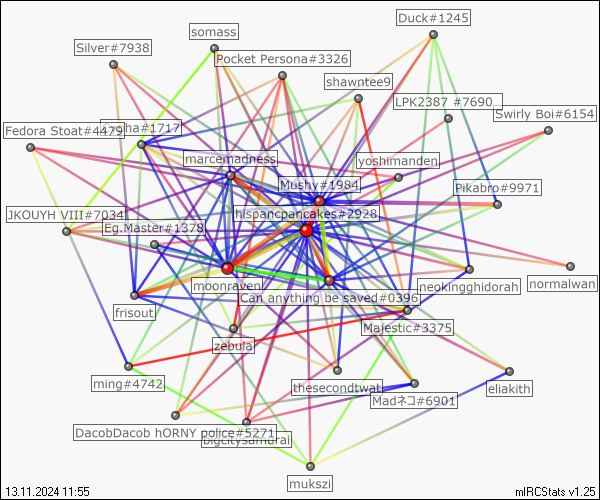 Duck#1245
somass
Silver#7938
Pocket Persona#3326
shawntee9
LPK2387 #7690
Swirly Boi#6154
Fedora Stoat#4479
#1717
marcemadness
yoshimanden
Mushy#1984
Pikabro#9971
JKOUYH VIII#7034
hispancpancakes#2928
Eg.Master#1378
moonraven
neokingghidorah
normalwan
Can anything be saved#0396
frisout
Majestic#3375
zebula
ming#4742
thesecondtwat
eliakith
Madネコ#6901
DacobDacob hORNY police#5271
bigcitysamurai
mukszi
13.11.2024 11:55
mIRCStats v1.25